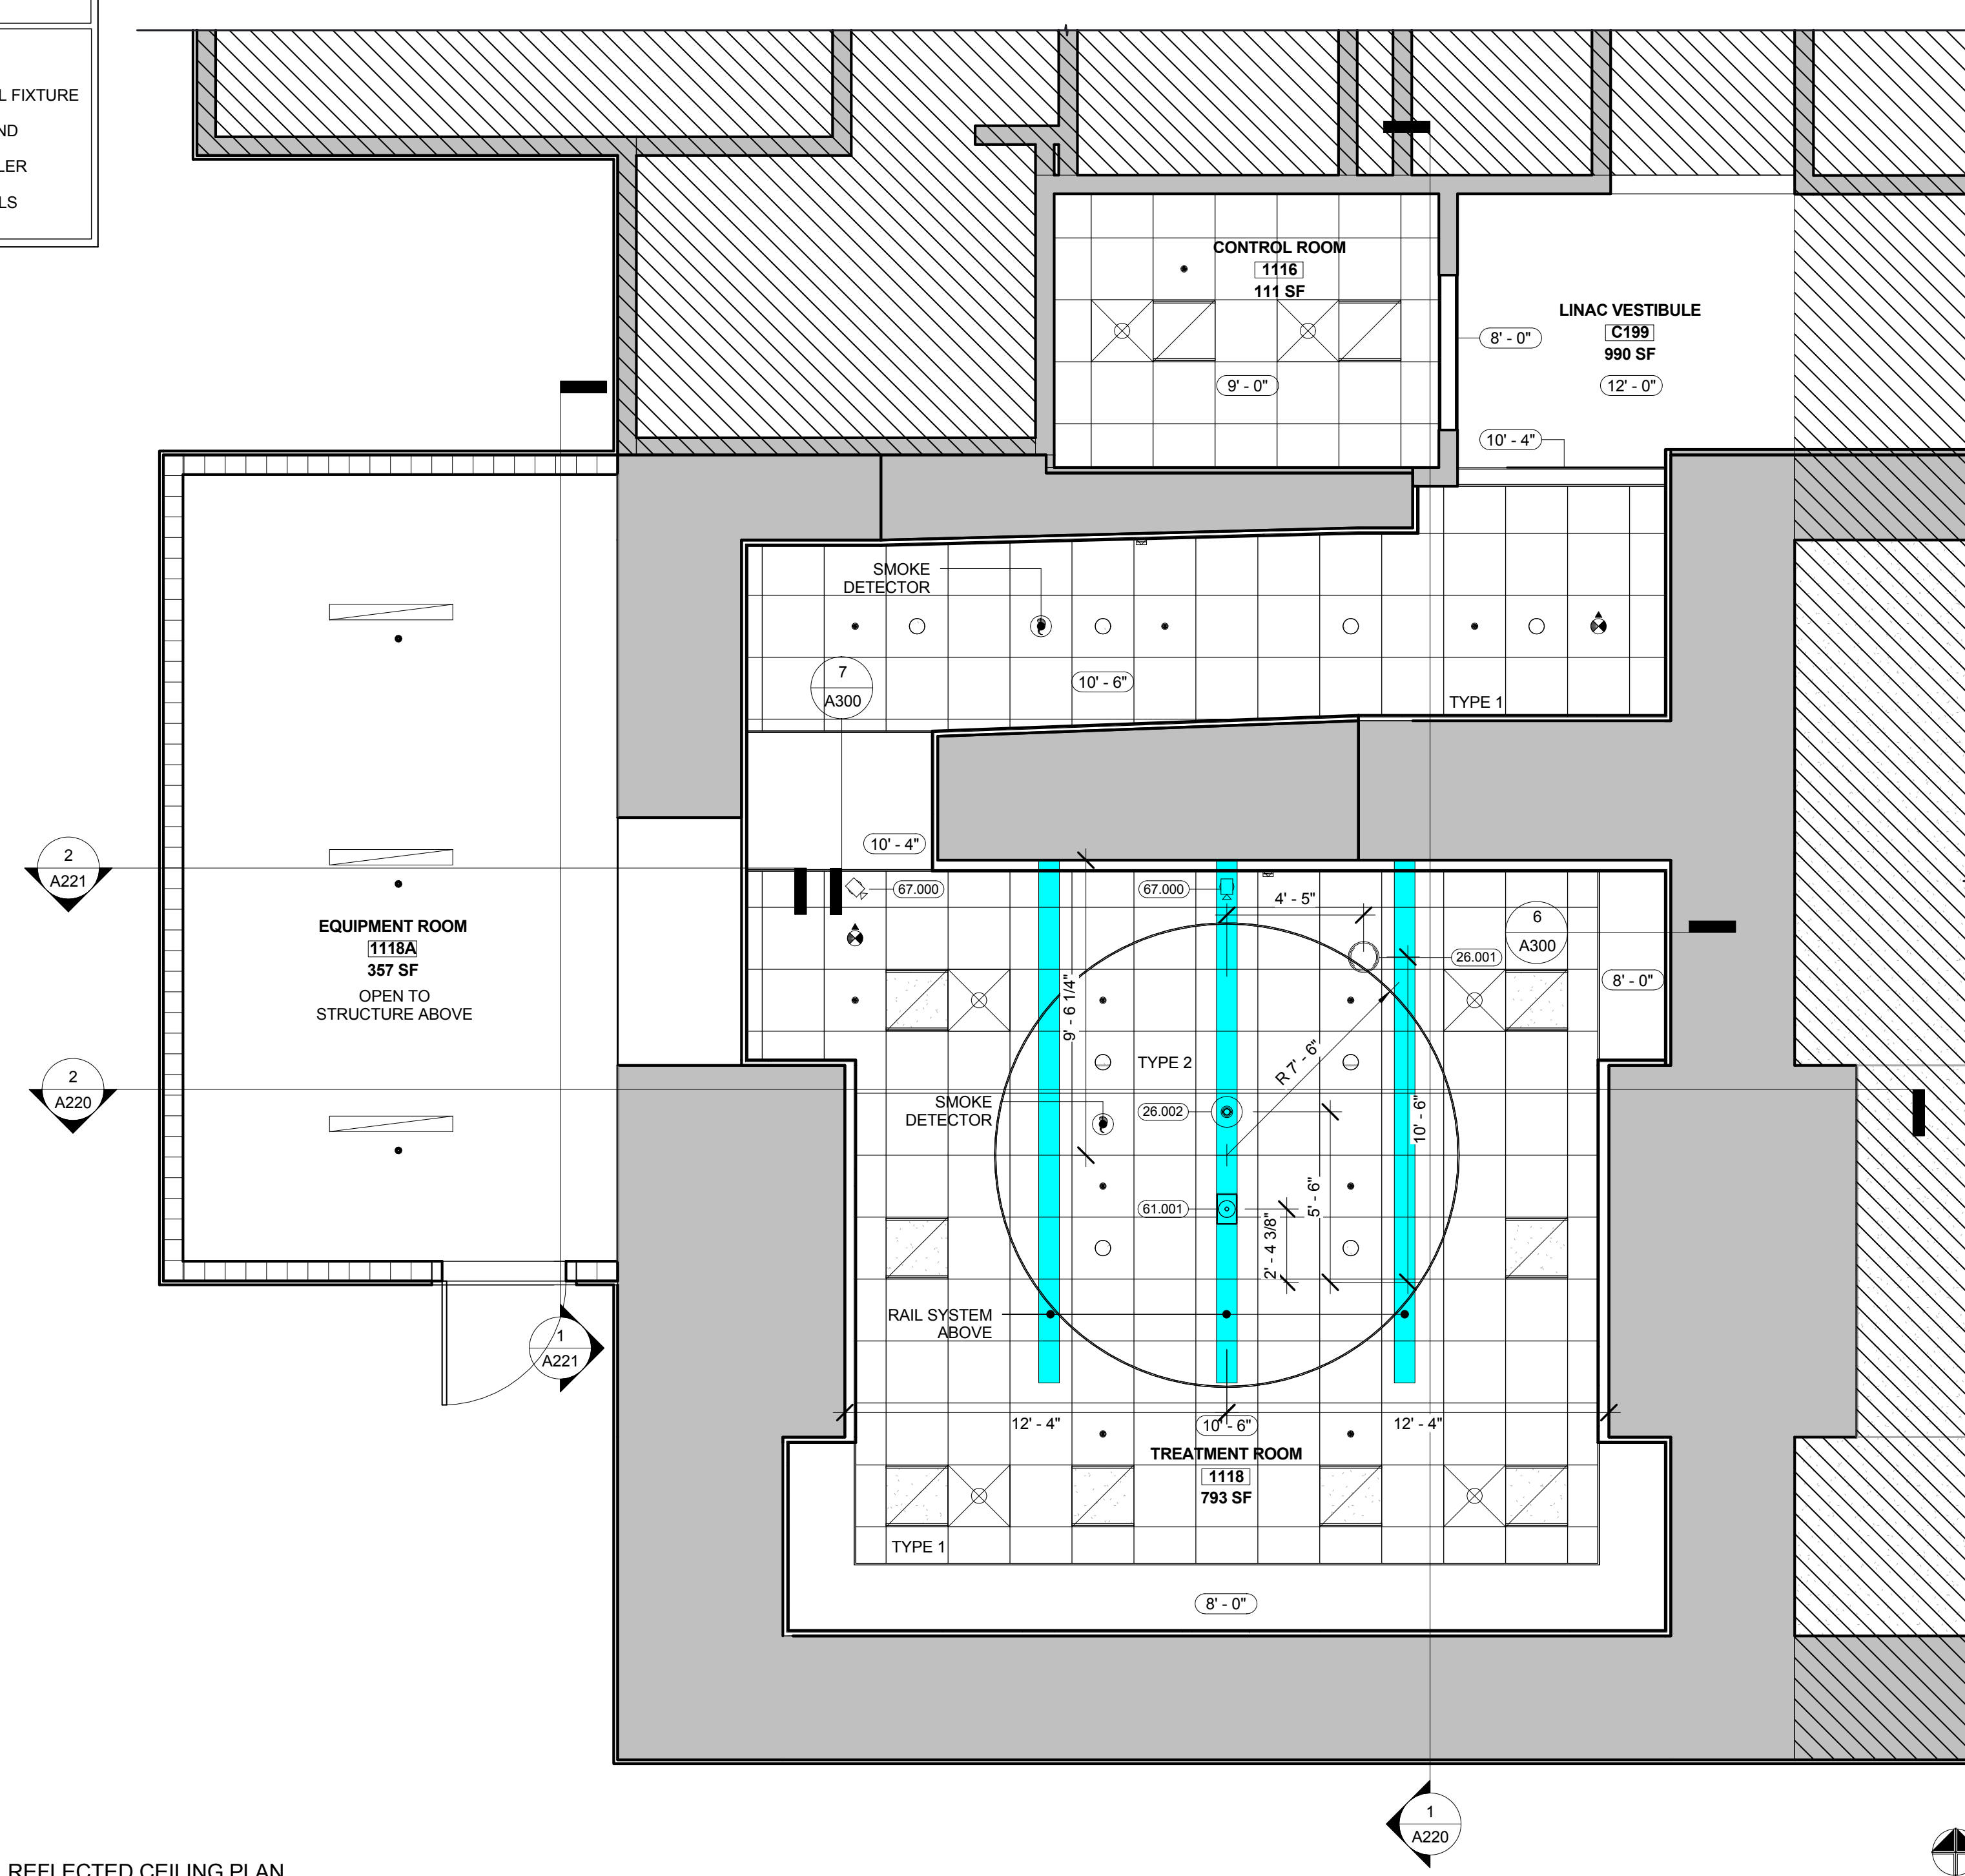 L FIXTURE
ND
LER
LS
CONTROL ROOM
1116
111 SF
9' - 0"
LINAC VESTIBULE
C199
990 SF
12' - 0"
8' - 0"
10' - 4"
SMOKE
DETECTOR
7
A300
10' - 6"
TYPE 1
10' - 4"
2
A221
67.000
67.000
4' - 5"
6
A300
26.001
8' - 0"
EQUIPMENT ROOM
1118A
357 SF
OPEN TO
STRUCTURE ABOVE
9' - 6 1/4"
R 7' - 6"
TYPE 2
2
A220
SMOKE
DETECTOR
26.002
10' - 6"
5' - 6"
61.001
2' - 4 3/8"
RAIL SYSTEM
ABOVE
1
A221
12' - 4"
10' - 6"
12' - 4"
TREATMENT ROOM
1118
793 SF
TYPE 1
8' - 0"
1
A220
REFLECTED CEILING PLAN